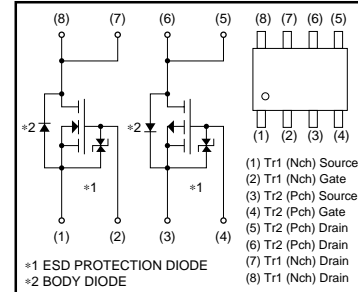 (8) (7) (6) (5)
(8) (7) (6) (5)
∗2
∗2
∗1
∗1
(1) (2) (3) (4)
(1) (2) (3) (4)
(1) Tr1 (Nch) Source
(2) Tr1 (Nch) Gate
(3) Tr2 (Pch) Source
(4) Tr2 (Pch) Gate
(5) Tr2 (Pch) Drain
(6) Tr2 (Pch) Drain
(7) Tr1 (Nch) Drain
(8) Tr1 (Nch) Drain
∗1 ESD PROTECTION DIODE
∗2 BODY DIODE